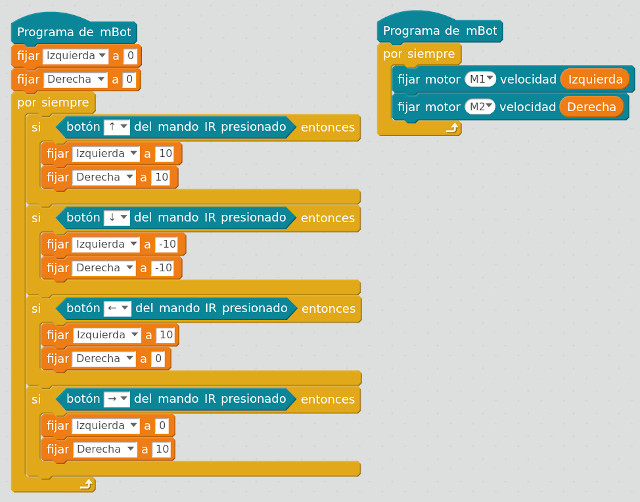 Programa de mBot
fijar Izquierda a 0
fijar Derecha a 0
por siempre
si botón ↑ del mando IR presionado entonces
fijar Izquierda a 10
fijar Derecha a 10
si botón ↓ del mando IR presionado entonces
fijar Izquierda a -10
fijar Derecha a -10
si botón ← del mando IR presionado entonces
fijar Izquierda a 10
fijar Derecha a 0
si botón → del mando IR presionado entonces
fijar Izquierda a 0
fijar Derecha a 10
Programa de mBot
por siempre
fijar motor M1 velocidad Izquierda
fijar motor M2 velocidad Derecha